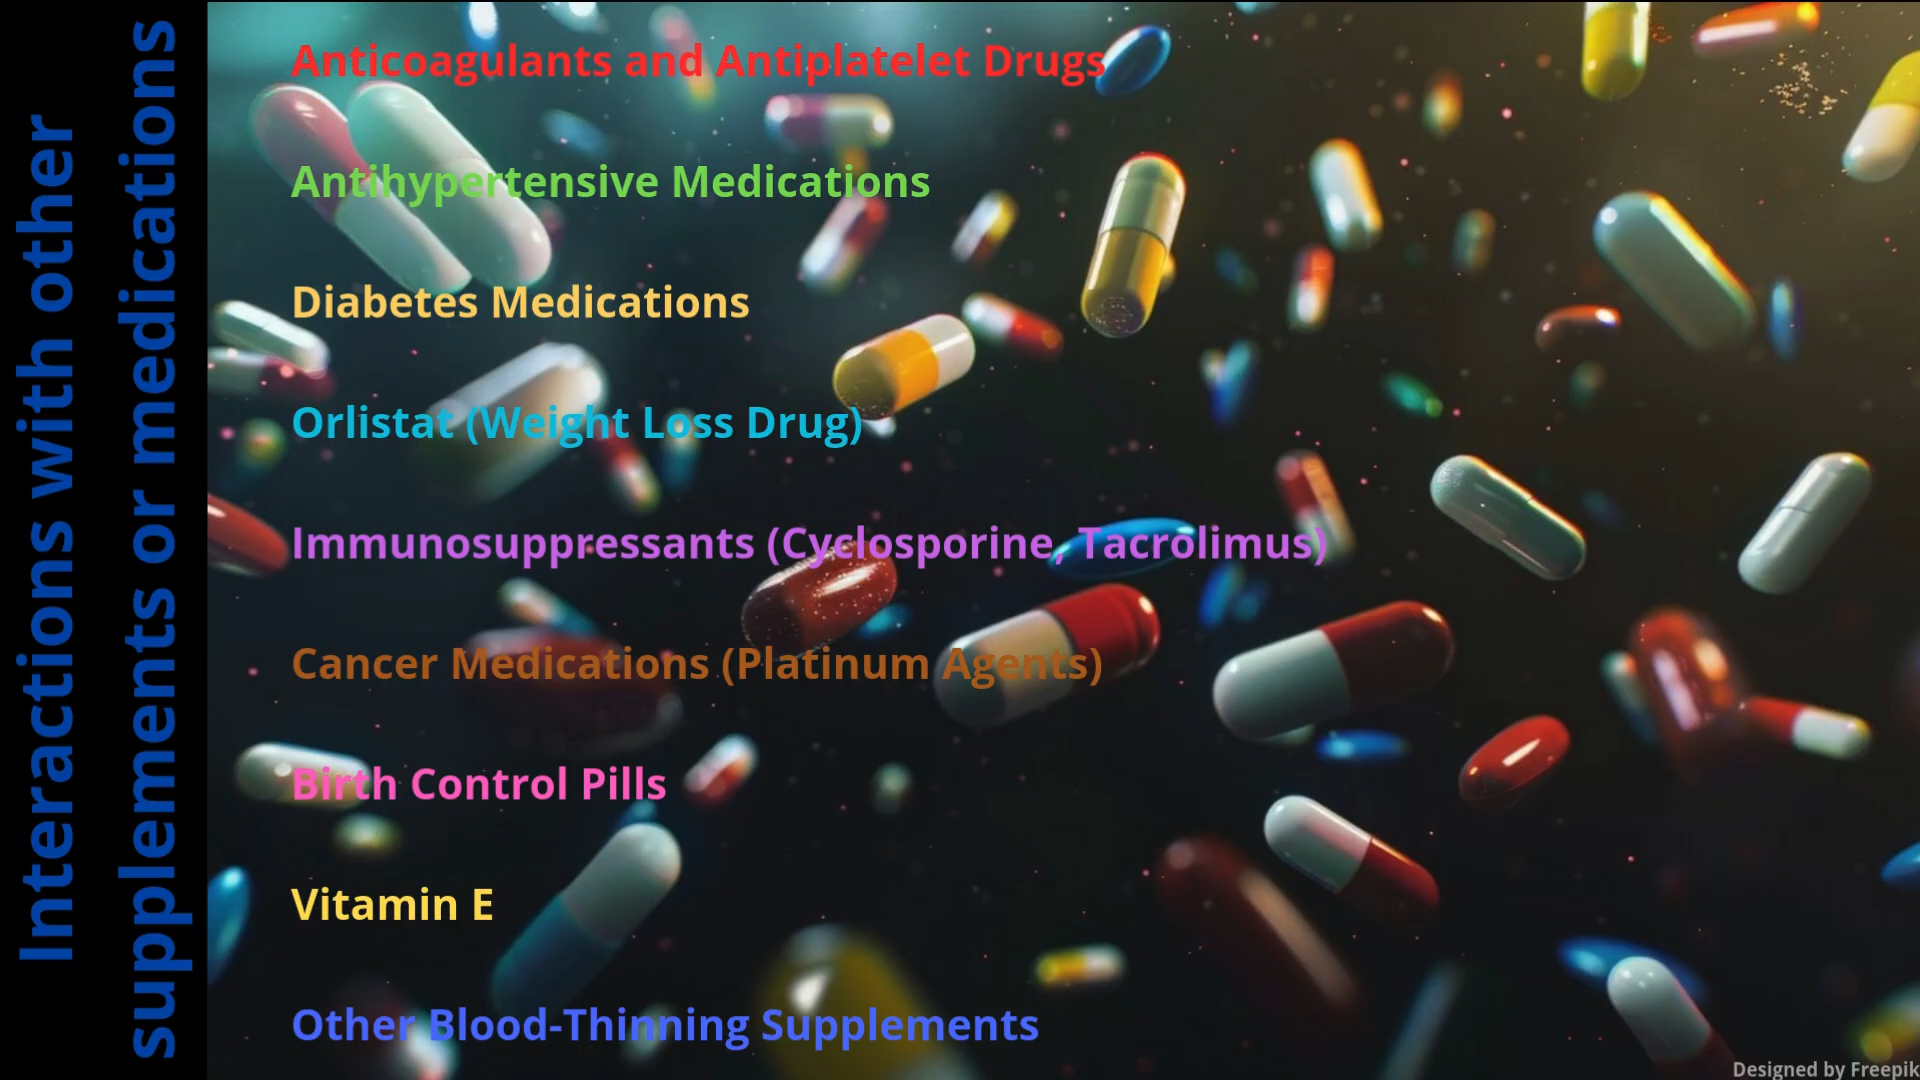 Interactions with other
supplements or medications
Anticoagulants and Antiplatelet Drugs
Antihypertensive Medications
Diabetes Medications
Orlistat (Weight Loss Drug)
Immunosuppressants (Cyclosporine, Tacrolimus)
Cancer Medications (Platinum Agents)
Birth Control Pills
Vitamin E
Other Blood-Thinning Supplements
Designed by Freepik